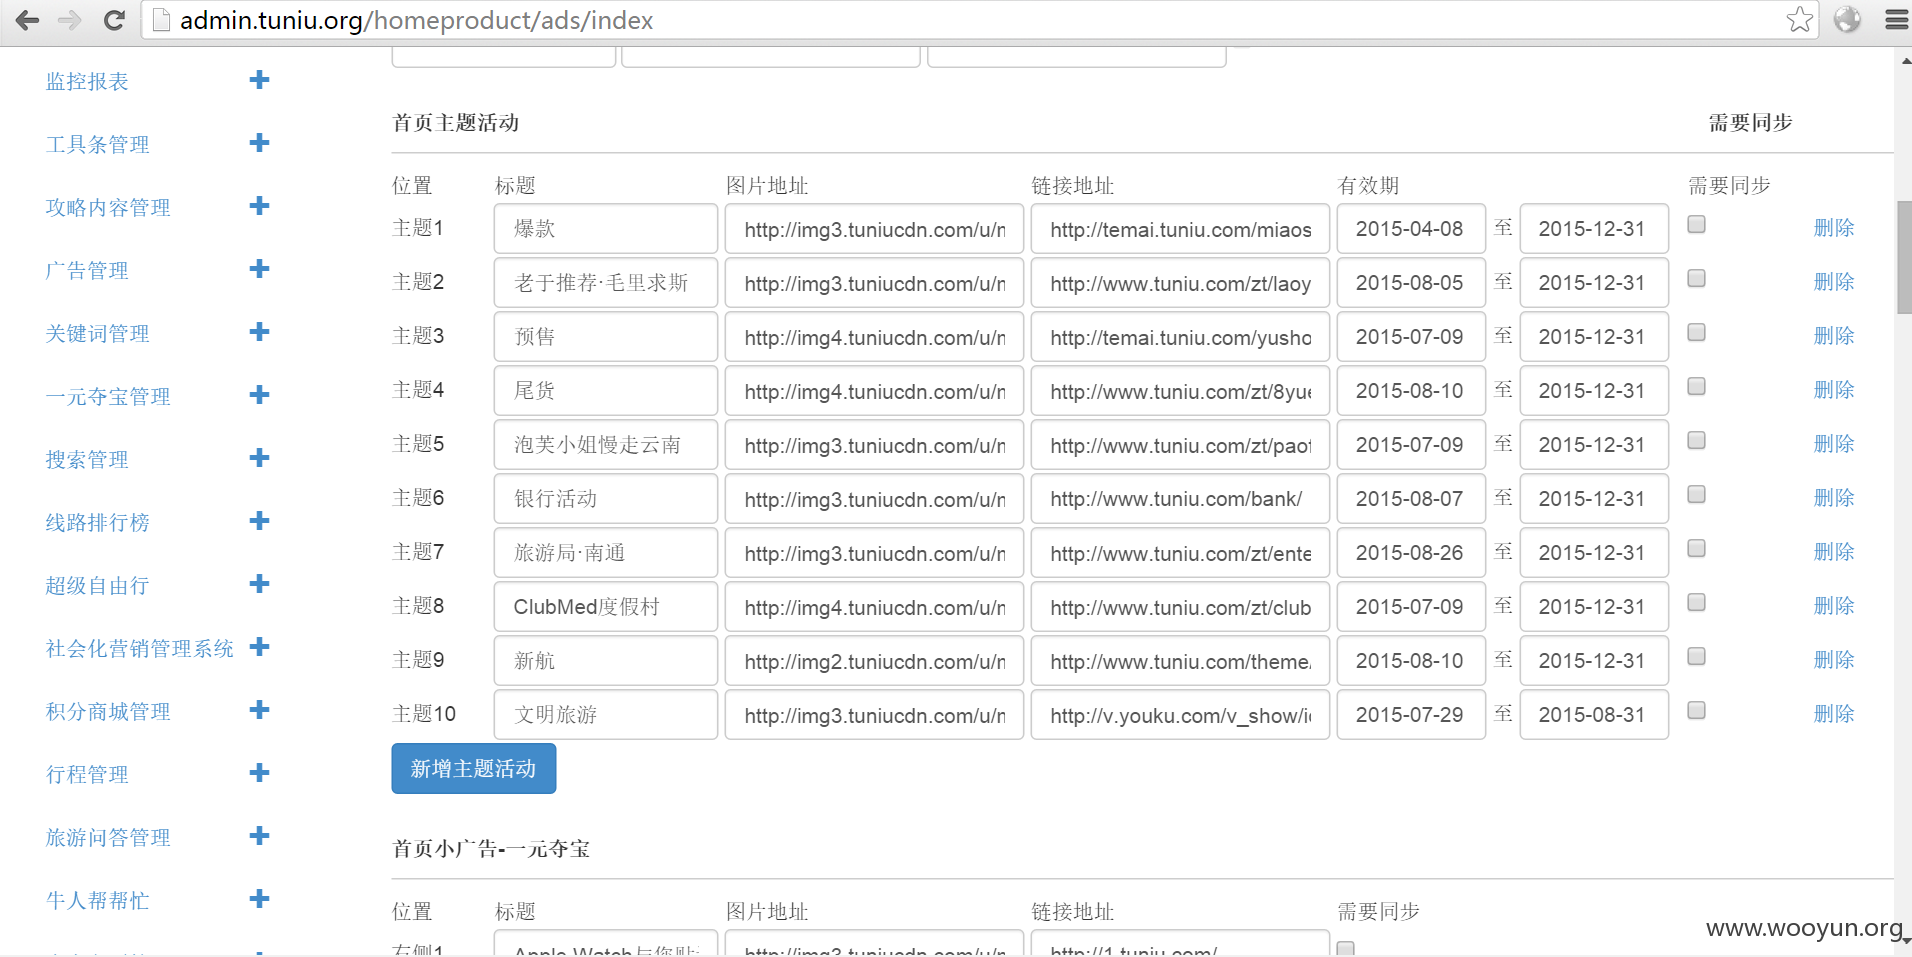 admin.tuniu.org/homeproduct/ads/index
监控报表
工具条管理
攻略内容管理
广告管理
关键词管理
一元夺宝管理
搜索管理
线路排行榜
超级自由行
社会化营销管理系统
积分商城管理
行程管理
旅游问答管理
牛人帮帮忙
首页主题活动 需要同步
位置 标题 图片地址 链接地址 有效期 需要同步
主题1 爆款 http://img3.tuniucdn.com/u/n http://temai.tuniu.com/miaos 2015-04-08 至 2015-12-31 删除
主题2 老于推荐·毛里求斯 http://img3.tuniucdn.com/u/n http://www.tuniu.com/zt/laoy 2015-08-05 至 2015-12-31 删除
主题3 预售 http://img4.tuniucdn.com/u/n http://temai.tuniu.com/yusho 2015-07-09 至 2015-12-31 删除
主题4 尾货 http://img4.tuniucdn.com/u/n http://www.tuniu.com/zt/8yue 2015-08-10 至 2015-12-31 删除
主题5 泡芙小姐慢走云南 http://img3.tuniucdn.com/u/n http://www.tuniu.com/zt/paof 2015-07-09 至 2015-12-31 删除
主题6 银行活动 http://img3.tuniucdn.com/u/n http://www.tuniu.com/bank/ 2015-08-07 至 2015-12-31 删除
主题7 旅游局·南通 http://img3.tuniucdn.com/u/n http://www.tuniu.com/zt/ente 2015-08-26 至 2015-12-31 删除
主题8 ClubMed度假村 http://img4.tuniucdn.com/u/n http://www.tuniu.com/zt/club 2015-07-09 至 2015-12-31 删除
主题9 新航 http://img2.tuniucdn.com/u/n http://www.tuniu.com/theme/ 2015-08-10 至 2015-12-31 删除
主题10 文明旅游 http://img3.tuniucdn.com/u/n http://v.youku.com/v_show/i 2015-07-29 至 2015-08-31 删除
新增主题活动
首页小广告-一元夺宝
位置 标题 图片地址 链接地址 需要同步
右侧1 Apple Watch与您贴 http://img3.tuniucdn.com/u/n http://1.tuniu.com/
www.wooyun.org